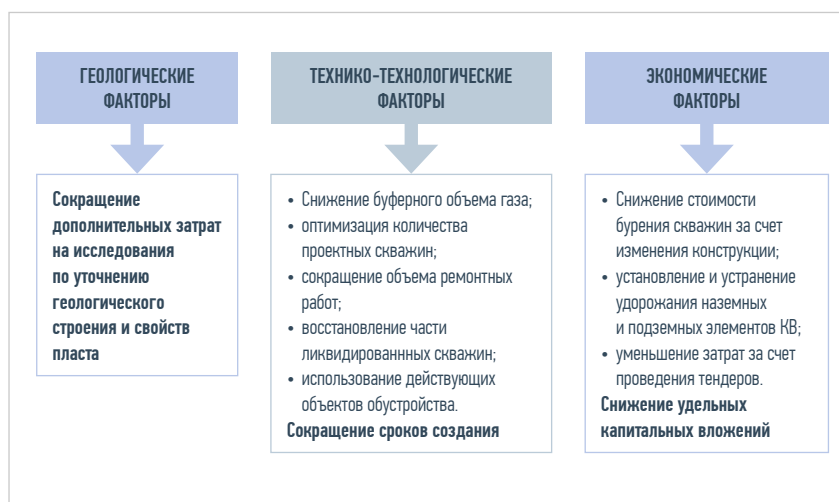 ГЕОЛОГИЧЕСКИЕ
ФАКТОРЫ
Сокращение
дополнительных затрат
на исследования
по уточнению
геологического
строения и свойств
пласта
ТЕХНИКО-ТЕХНОЛОГИЧЕСКИЕ
ФАКТОРЫ
• Снижение буферного объема газа;
• оптимизация количества
проектных скважин;
• сокращение объема ремонтных
работ;
• восстановление части
ликвидированнных скважин;
• использование действующих
объектов обустройства.
Сокращение сроков создания
ЭКОНОМИЧЕСКИЕ
ФАКТОРЫ
• Снижение стоимости
бурения скважин за счет
изменения конструкции;
• установление и устранение
удорожания наземных
и подземных элементов КВ;
• уменьшение затрат за счет
проведения тендеров.
Снижение удельных
капитальных вложений